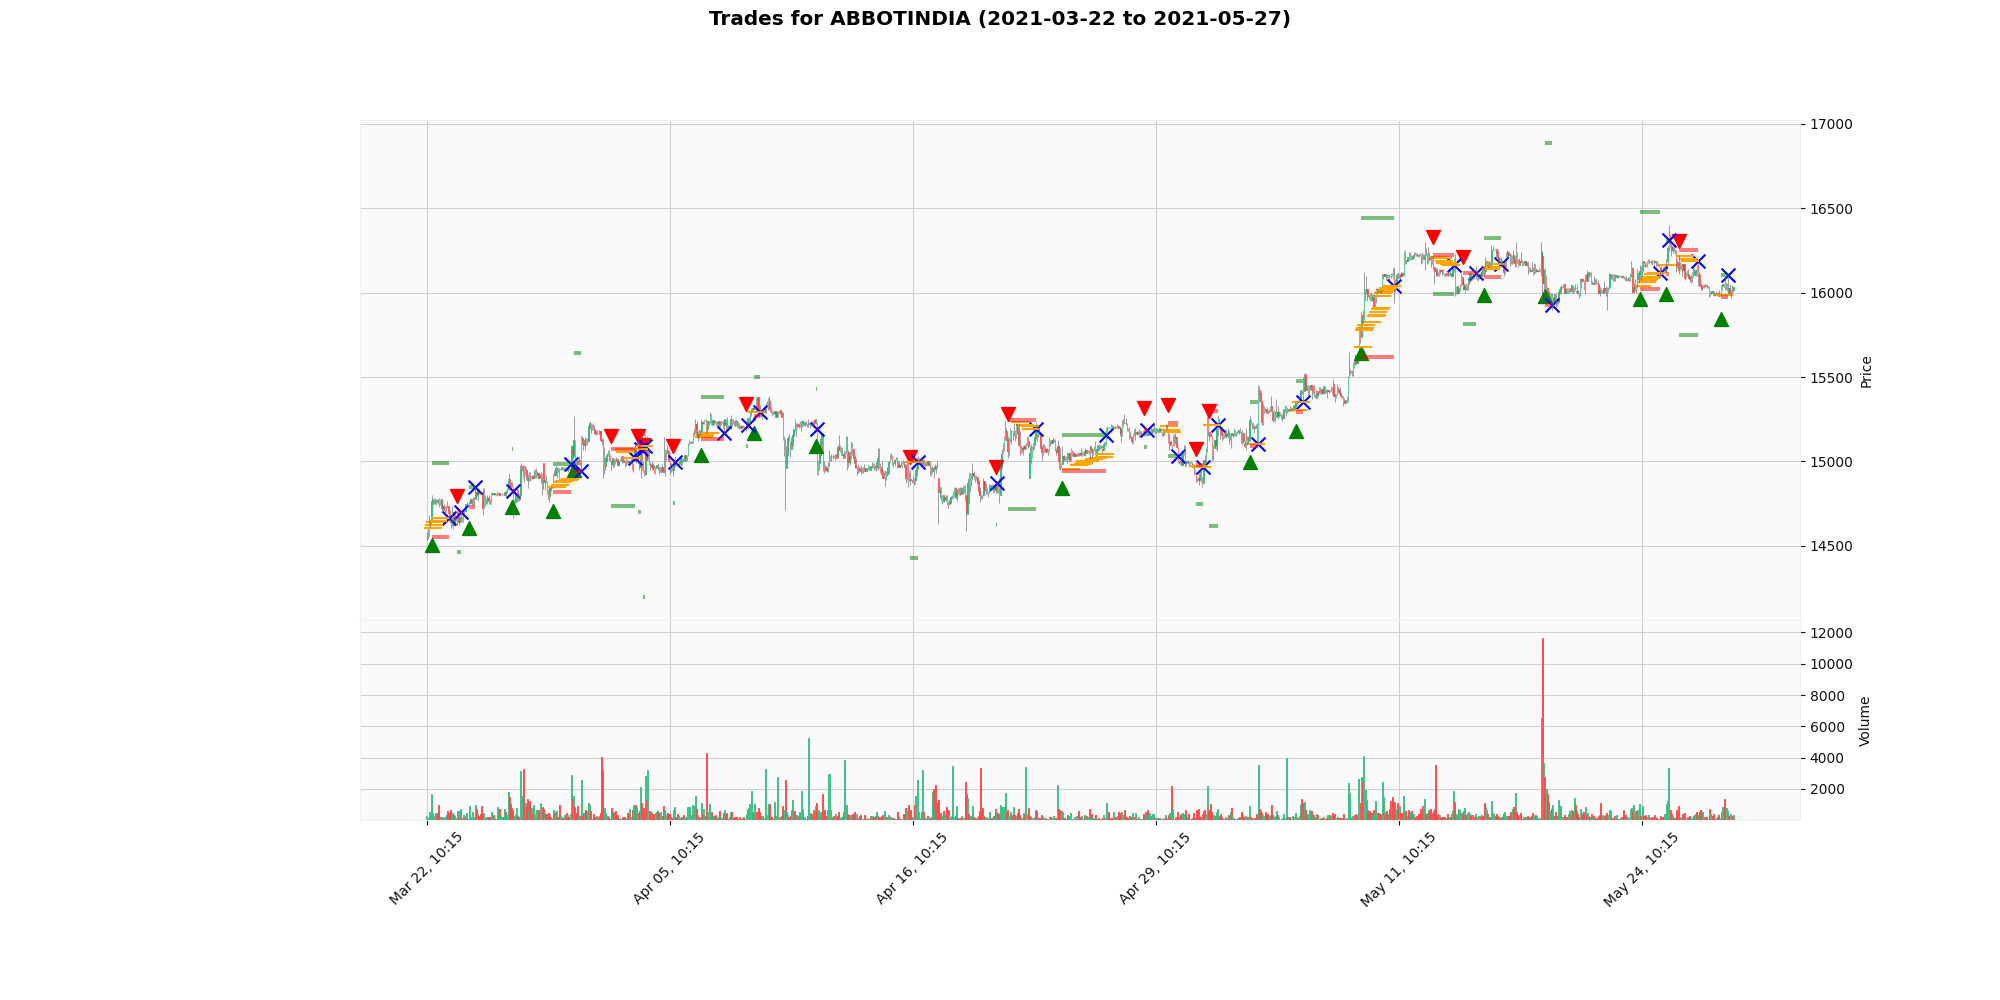 Trades for ABBOTINDIA (2021-03-22 to 2021-05-27)
17000
16500
16000
15500
15000
14500
Price
12000
10000
8000
6000
4000
2000
Volume
Mar 22, 10:15
Apr 05, 10:15
Apr 16, 10:15
Apr 29, 10:15
May 11, 10:15
May 24, 10:15